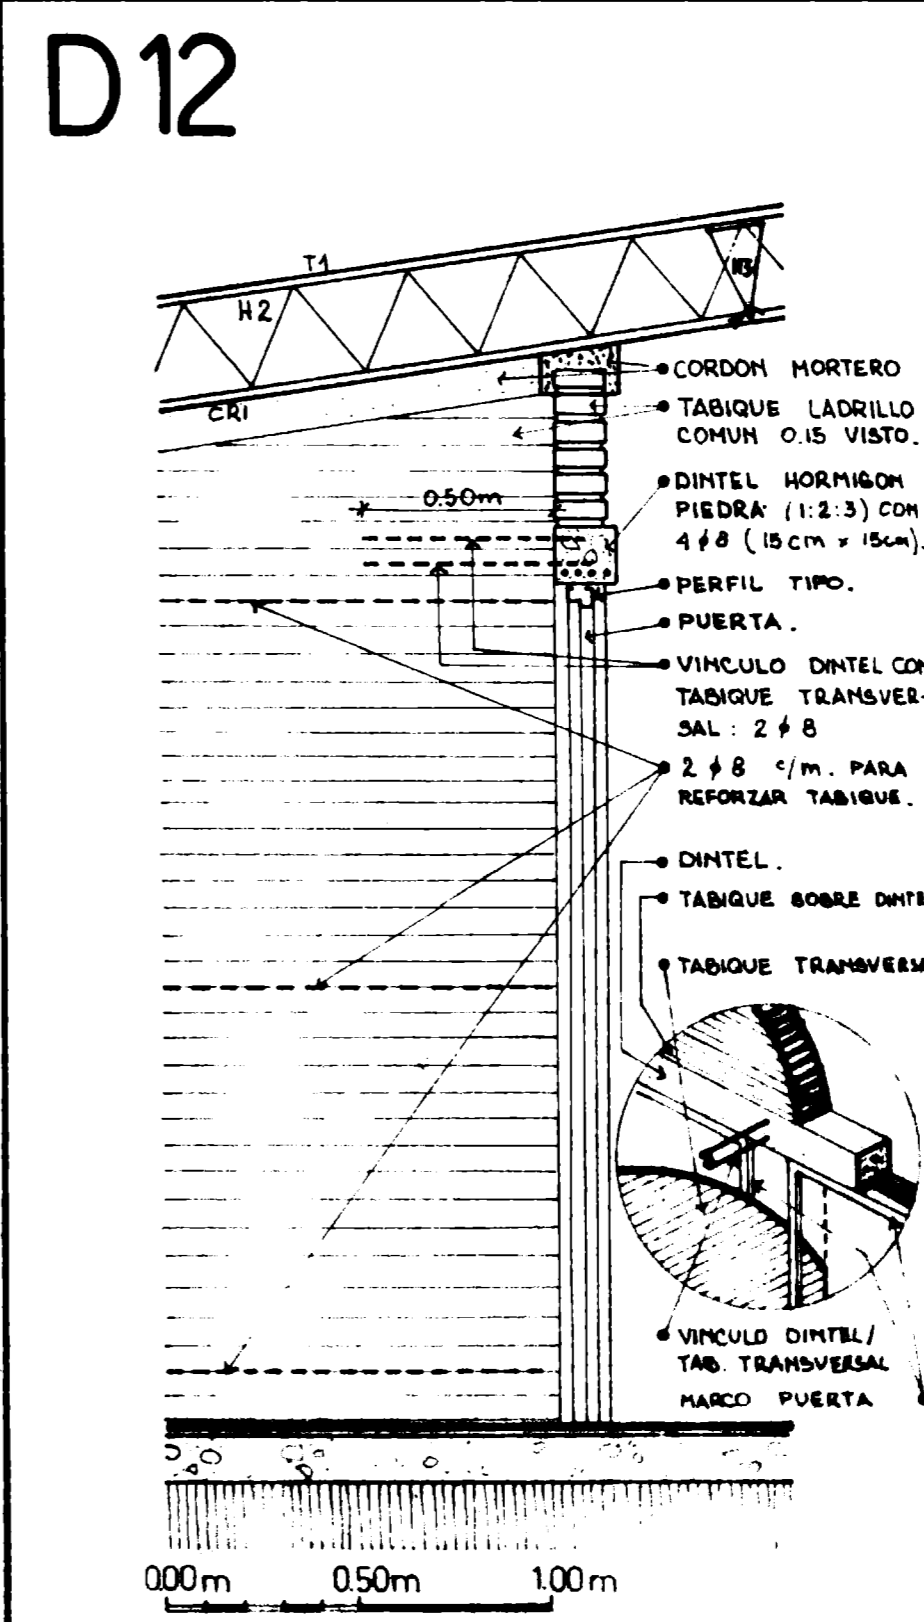 D12
T1
H2
H3
CR1
CORDON MORTERO
TABIQUE LADRILLO
COMUN 0.15 VISTO.
0.50m
DINTEL HORMIGON
PIEDRA (1:2:3) CON
4 ϕ 8 (15 cm x 15cm).
PERFIL TIPO.
PUERTA.
VINCULO DINTEL CON
TABIQUE TRANSVER-
SAL: 2 ϕ 8
2 ϕ 8 c/m. PARA
REFORZAR TABIQUE.
DINTEL.
TABIQUE SOBRE DINTE
TABIQUE TRANSVERSA
VINCULO DINTEL/
TAB. TRANSVERSAL
MARCO PUERTA
0.00m 0.50m 1.00m